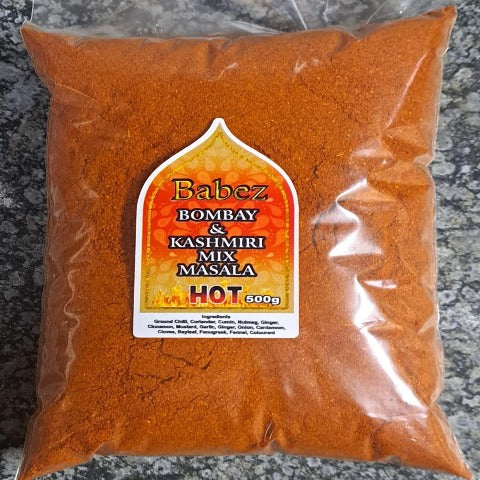 Babez
BOMBAY
&
KASHMIRI
MIX
MASALA
HOT 500g
Ingredients
Ground Chilli, Coriander, Cumin, Nutmeg, Ginger,
Cinnamon, Mustard, Garlic, Ginger, Onion, Cardamom,
Cloves, Bayleaf, Fenugreek, Fennel, Colourant